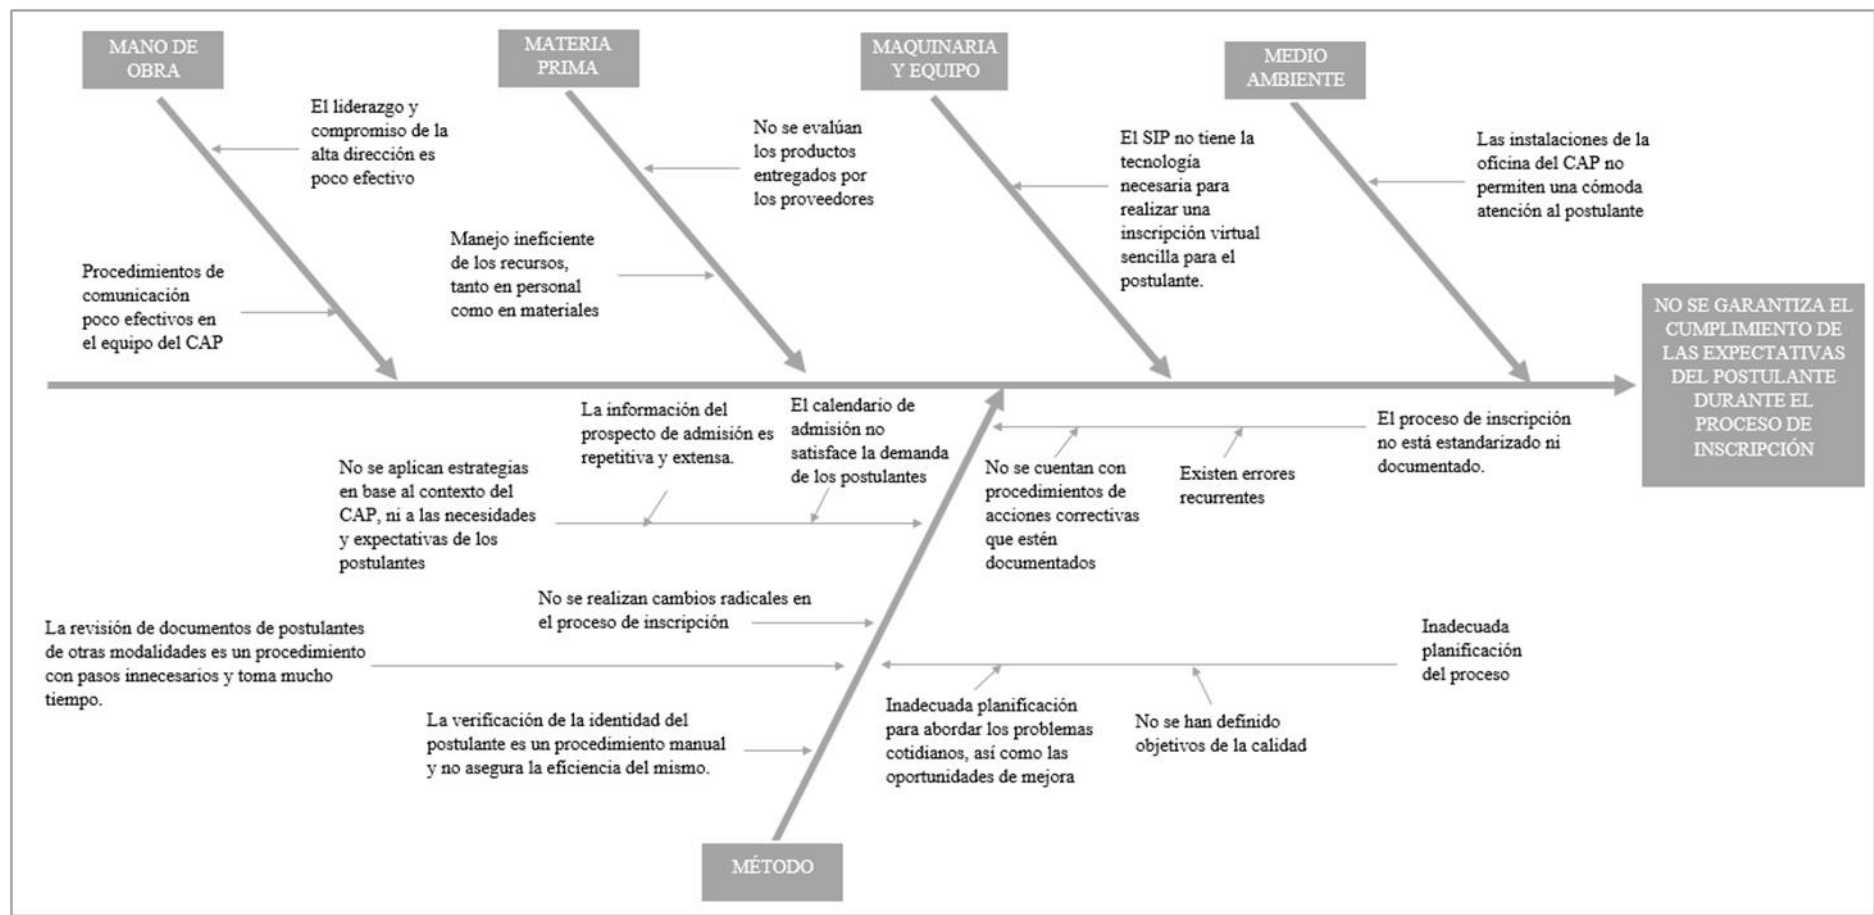 MANO DE
OBRA
MATERIA
PRIMA
MAQUINARIA
Y EQUIPO
MEDIO
AMBIENTE
El liderazgo y
compromiso de la
alta dirección es
poco efectivo
Procedimientos de
comunicación
poco efectivos en
el equipo del CAP
No se evalúan
los productos
entregados por
los proveedores
Manejo ineficiente
de los recursos,
tanto en personal
como en materiales
El SIP no tiene la
tecnología
necesaria para
realizar una
inscripción virtual
sencilla para el
postulante.
Las instalaciones de la
oficina del CAP no
permiten una cómoda
atención al postulante
NO SE GARANTIZA EL
CUMPLIMIENTO DE
LAS EXPECTATIVAS
DEL POSTULANTE
DURANTE EL
PROCESO DE
INSCRIPCIÓN
La información del
prospecto de admisión es
repetitiva y extensa.
El calendario de
admisión no
satisface la demanda
de los postulantes
No se aplican estrategias
en base al contexto del
CAP, ni a las necesidades
y expectativas de los
postulantes
No se cuentan con
procedimientos de
acciones correctivas
que estén
documentados
Existen errores
recurrentes
El proceso de inscripción
no está estandarizado ni
documentado.
No se realizan cambios radicales en
el proceso de inscripción
La revisión de documentos de postulantes
de otras modalidades es un procedimiento
con pasos innecesarios y toma mucho
tiempo.
La verificación de la identidad del
postulante es un procedimiento manual
y no asegura la eficiencia del mismo.
Inadecuada planificación
para abordar los problemas
cotidianos, así como las
oportunidades de mejora
No se han definido
objetivos de la calidad
Inadecuada
planificación
del proceso
MÉTODO